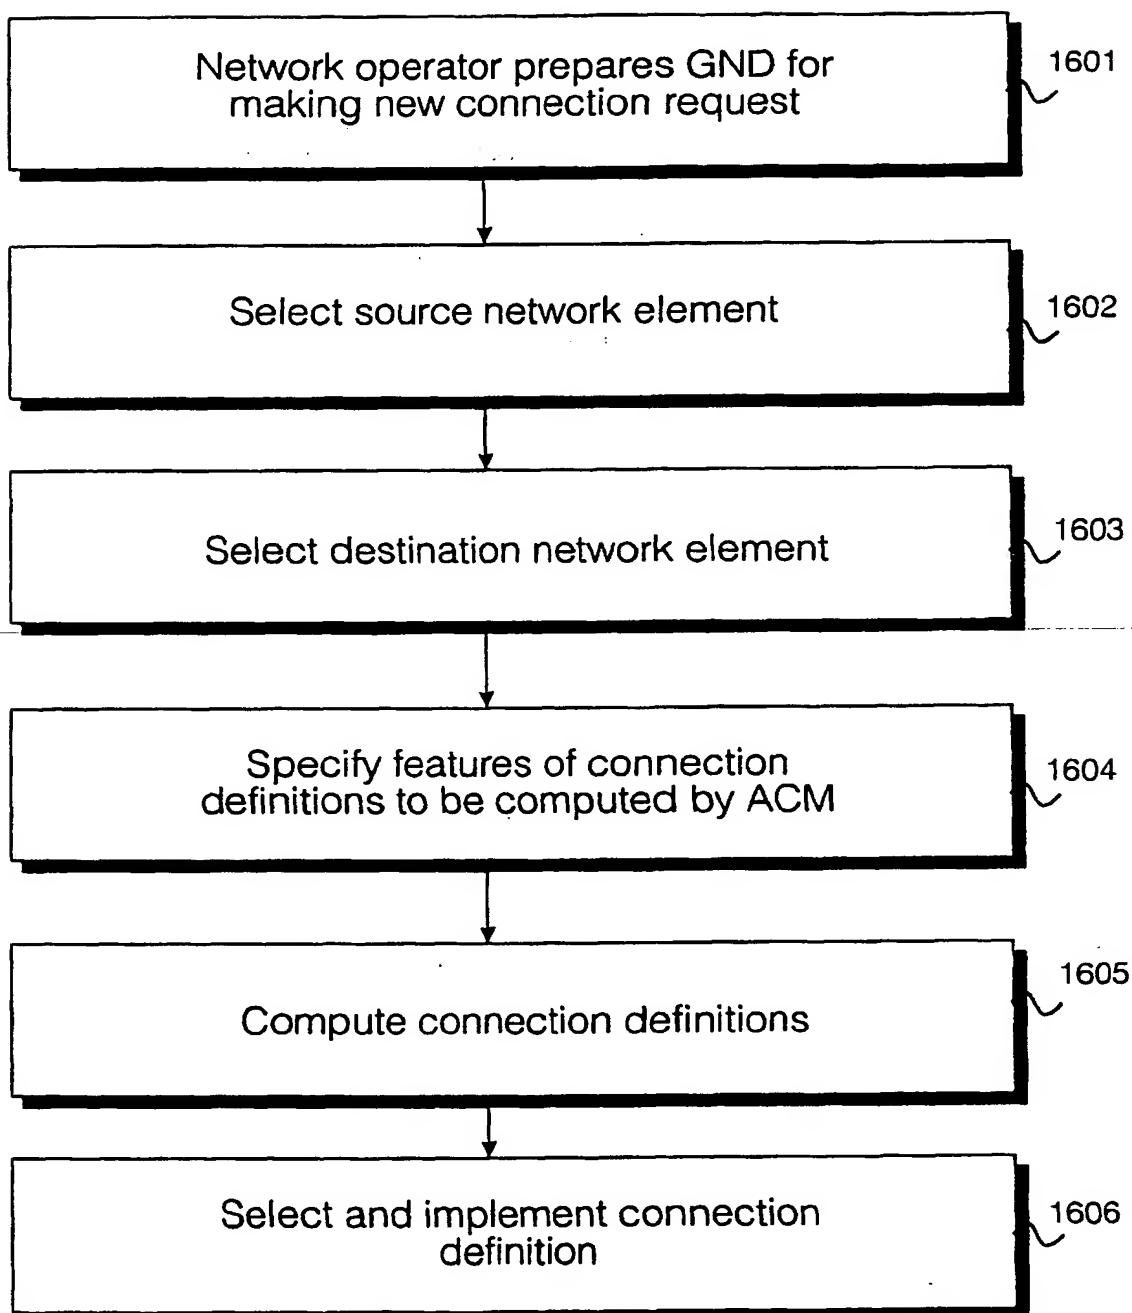 Network operator prepares GND for
making new connection request
1601
Select source network element
1602
Select destination network element
1603
Specify features of connection
definitions to be computed by ACM
1604
Compute connection definitions
1605
Select and implement connection
definition
1606